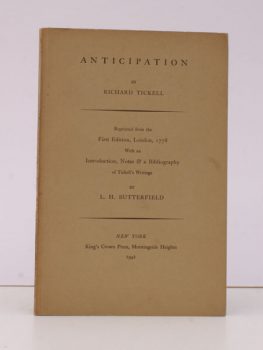 ANTICIPATION
BY
RICHARD TICKELL
Reprinted from the
First Edition, London, 1778
With an
Introduction, Notes & a Bibliography
of Tickell's Writings
BY
L. H. BUTTERFIELD
NEW YORK
King's Crown Press, Morningside Heights
1942